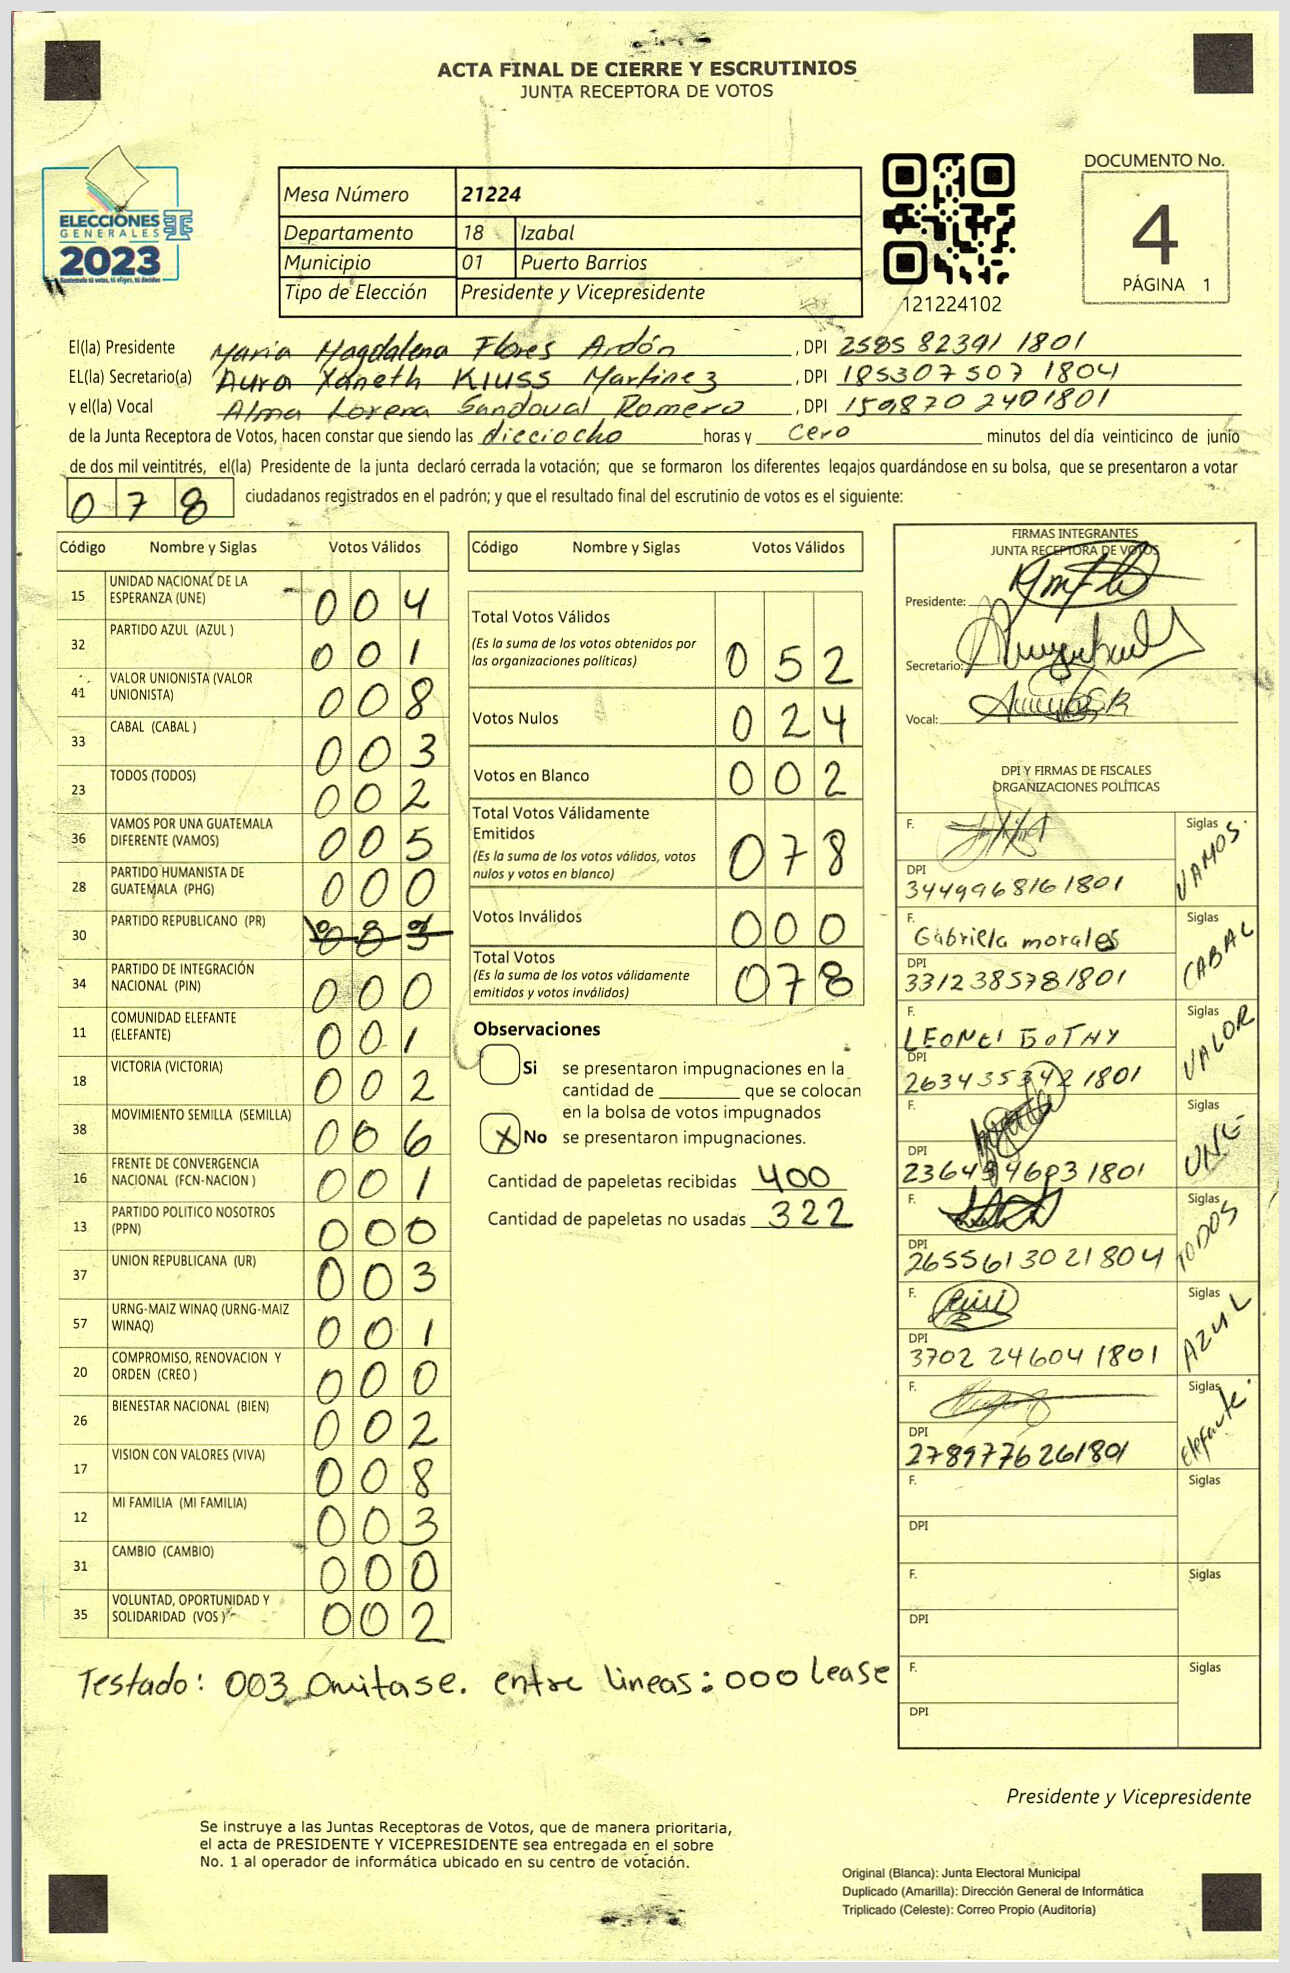 ACTA FINAL DE CIERRE Y ESCRUTINIOS
JUNTA RECEPTORA DE VOTOS
ELECCIONES
GENERALES
2023
Mesa Número 21224
Departamento 18 Izabal
Municipio 01 Puerto Barrios
Tipo de Elección Presidente y Vicepresidente
121224102
DOCUMENTO No.
4
PÁGINA 1
El(la) Presidente Maria Magdalena Flores Ardón, DPI 2585 82391 1801
EL(la) Secretario(a) Aura Xaneth Kluss Martinez, DPI 185307507 1804
y el(la) Vocal Alma Lorena Sandoval Romero, DPI 159870 2401801
de la Junta Receptora de Votos, hacen constar que siendo las dieciocho horas y cero minutos del día veinticinco de junio
de dos mil veintitrés, el(la) Presidente de la junta declaró cerrada la votación; que se formaron los diferentes legajos quardándose en su bolsa, que se presentaron a votar
078 ciudadanos registrados en el padrón; y que el resultado final del escrutinio de votos es el siguiente:
Código Nombre y Siglas Votos Válidos
15 UNIDAD NACIONAL DE LA ESPERANZA (UNE) 004
32 PARTIDO AZUL (AZUL ) 001
41 VALOR UNIONISTA (VALOR UNIONISTA) 008
33 CABAL (CABAL ) 003
23 TODOS (TODOS) 002
36 VAMOS POR UNA GUATEMALA DIFERENTE (VAMOS) 005
28 PARTIDO HUMANISTA DE GUATEMALA (PHG) 000
30 PARTIDO REPUBLICANO (PR)
34 PARTIDO DE INTEGRACIÓN NACIONAL (PIN) 000
11 COMUNIDAD ELEFANTE (ELEFANTE) 001
18 VICTORIA (VICTORIA) 002
38 MOVIMIENTO SEMILLA (SEMILLA) 006
16 FRENTE DE CONVERGENCIA NACIONAL (FCN-NACION ) 001
13 PARTIDO POLITICO NOSOTROS (PPN) 000
37 UNION REPUBLICANA (UR) 003
57 URNG-MAIZ WINAQ (URNG-MAIZ WINAQ) 001
20 COMPROMISO, RENOVACION Y ORDEN (CREO ) 000
26 BIENESTAR NACIONAL (BIEN) 002
17 VISION CON VALORES (VIVA) 008
12 MI FAMILIA (MI FAMILIA) 003
31 CAMBIO (CAMBIO) 000
35 VOLUNTAD, OPORTUNIDAD Y SOLIDARIDAD (VOS ) 002
Código Nombre y Siglas Votos Válidos
Total Votos Válidos 052
(Es la suma de los votos obtenidos por
las organizaciones políticas)
Votos Nulos 024
Votos en Blanco 002
Total Votos Válidamente
Emitidos 078
(Es la suma de los votos válidos, votos
nulos y votos en blanco)
Votos Inválidos 000
Total Votos 078
(Es la suma de los votos válidamente
emitidos y votos inválidos)
Observaciones
Si se presentaron impugnaciones en la
cantidad de ________ que se colocan
en la bolsa de votos impugnados
X No se presentaron impugnaciones.
Cantidad de papeletas recibidas 400
Cantidad de papeletas no usadas 322
FIRMAS INTEGRANTES
JUNTA RECEPTORA DE VOTOS
Presidente:
Secretario:
Vocal:
DPI Y FIRMAS DE FISCALES
ORGANIZACIONES POLÍTICAS
F. Siglas VAMOS.
DPI 3449968161801
F. Gabriella morales Siglas CABAL
DPI 3312385781801
F. Siglas VALOR
LEONEL
DPI 2634353421801
F. Siglas UNE
DPI
F. Siglas TODOS
DPI 2655613021804
F. Siglas AZUL
DPI 3702 24604 1801
F. Siglas Elefante.
DPI 2789776261801
F. Siglas
DPI
F. Siglas
DPI
F. Siglas
DPI
Testado: 003 Omitase. entre lineas: 000 Lease
Presidente y Vicepresidente
Se instruye a las Juntas Receptoras de Votos, que de manera prioritaria,
el acta de PRESIDENTE Y VICEPRESIDENTE sea entregada en el sobre
No. 1 al operador de informática ubicado en su centro de votación.
Original (Blanca): Junta Electoral Municipal
Duplicado (Amarilla): Dirección General de Informática
Triplicado (Celeste): Correo Propio (Auditoría)